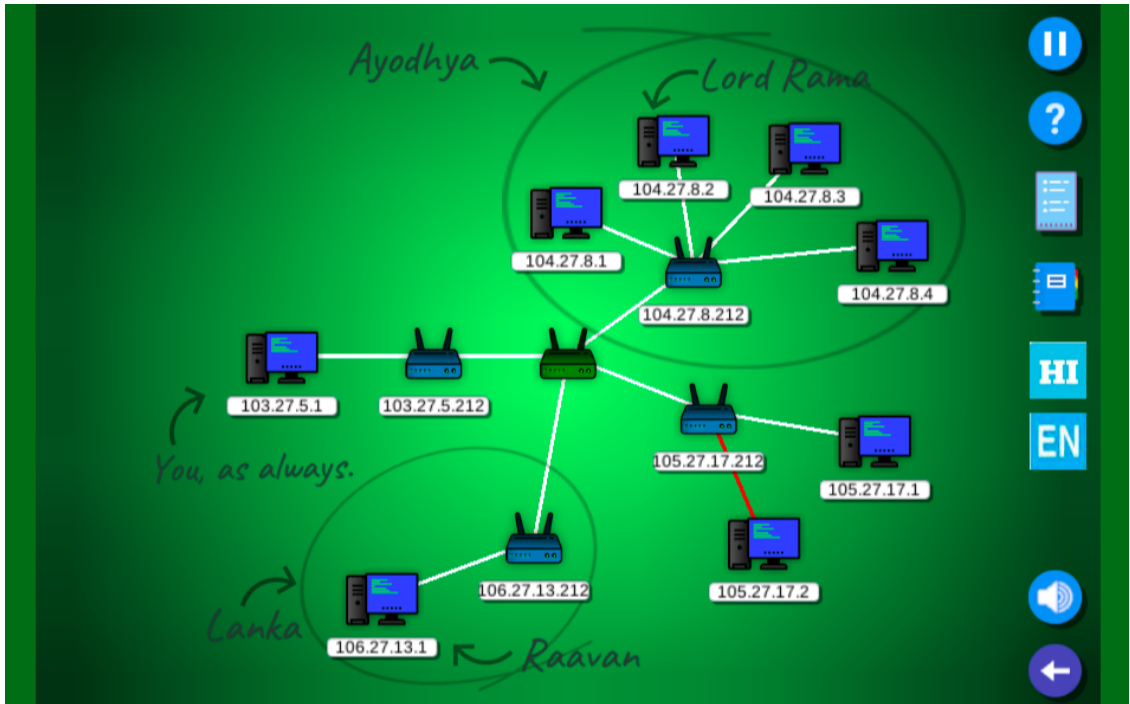 Ayodhya
Lord Rama
104.27.8.2
104.27.8.3
104.27.8.1
104.27.8.4
104.27.8.212
103.27.5.1
103.27.5.212
You, as always.
105.27.17.212
105.27.17.1
105.27.17.2
106.27.13.212
Lanka
106.27.13.1
Raavan
?
HI
EN